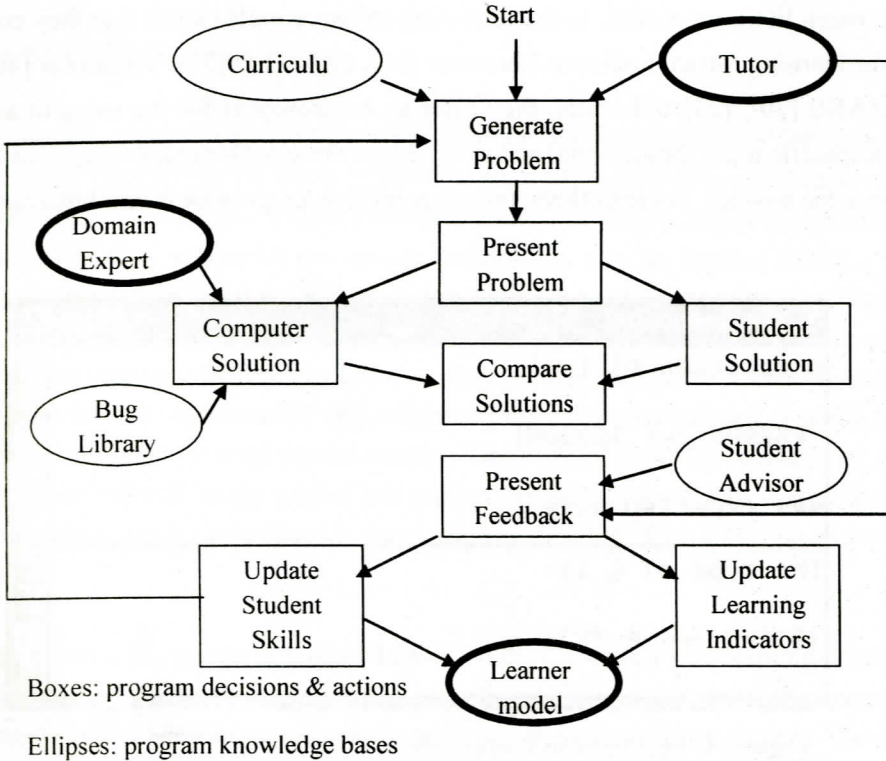 Start
Curriculu
Tutor
Generate
Problem
Domain
Expert
Present
Problem
Computer
Solution
Student
Solution
Compare
Solutions
Bug
Library
Student
Advisor
Present
Feedback
Update
Student
Skills
Update
Learning
Indicators
Learner
model
Boxes: program decisions & actions
Ellipses: program knowledge bases